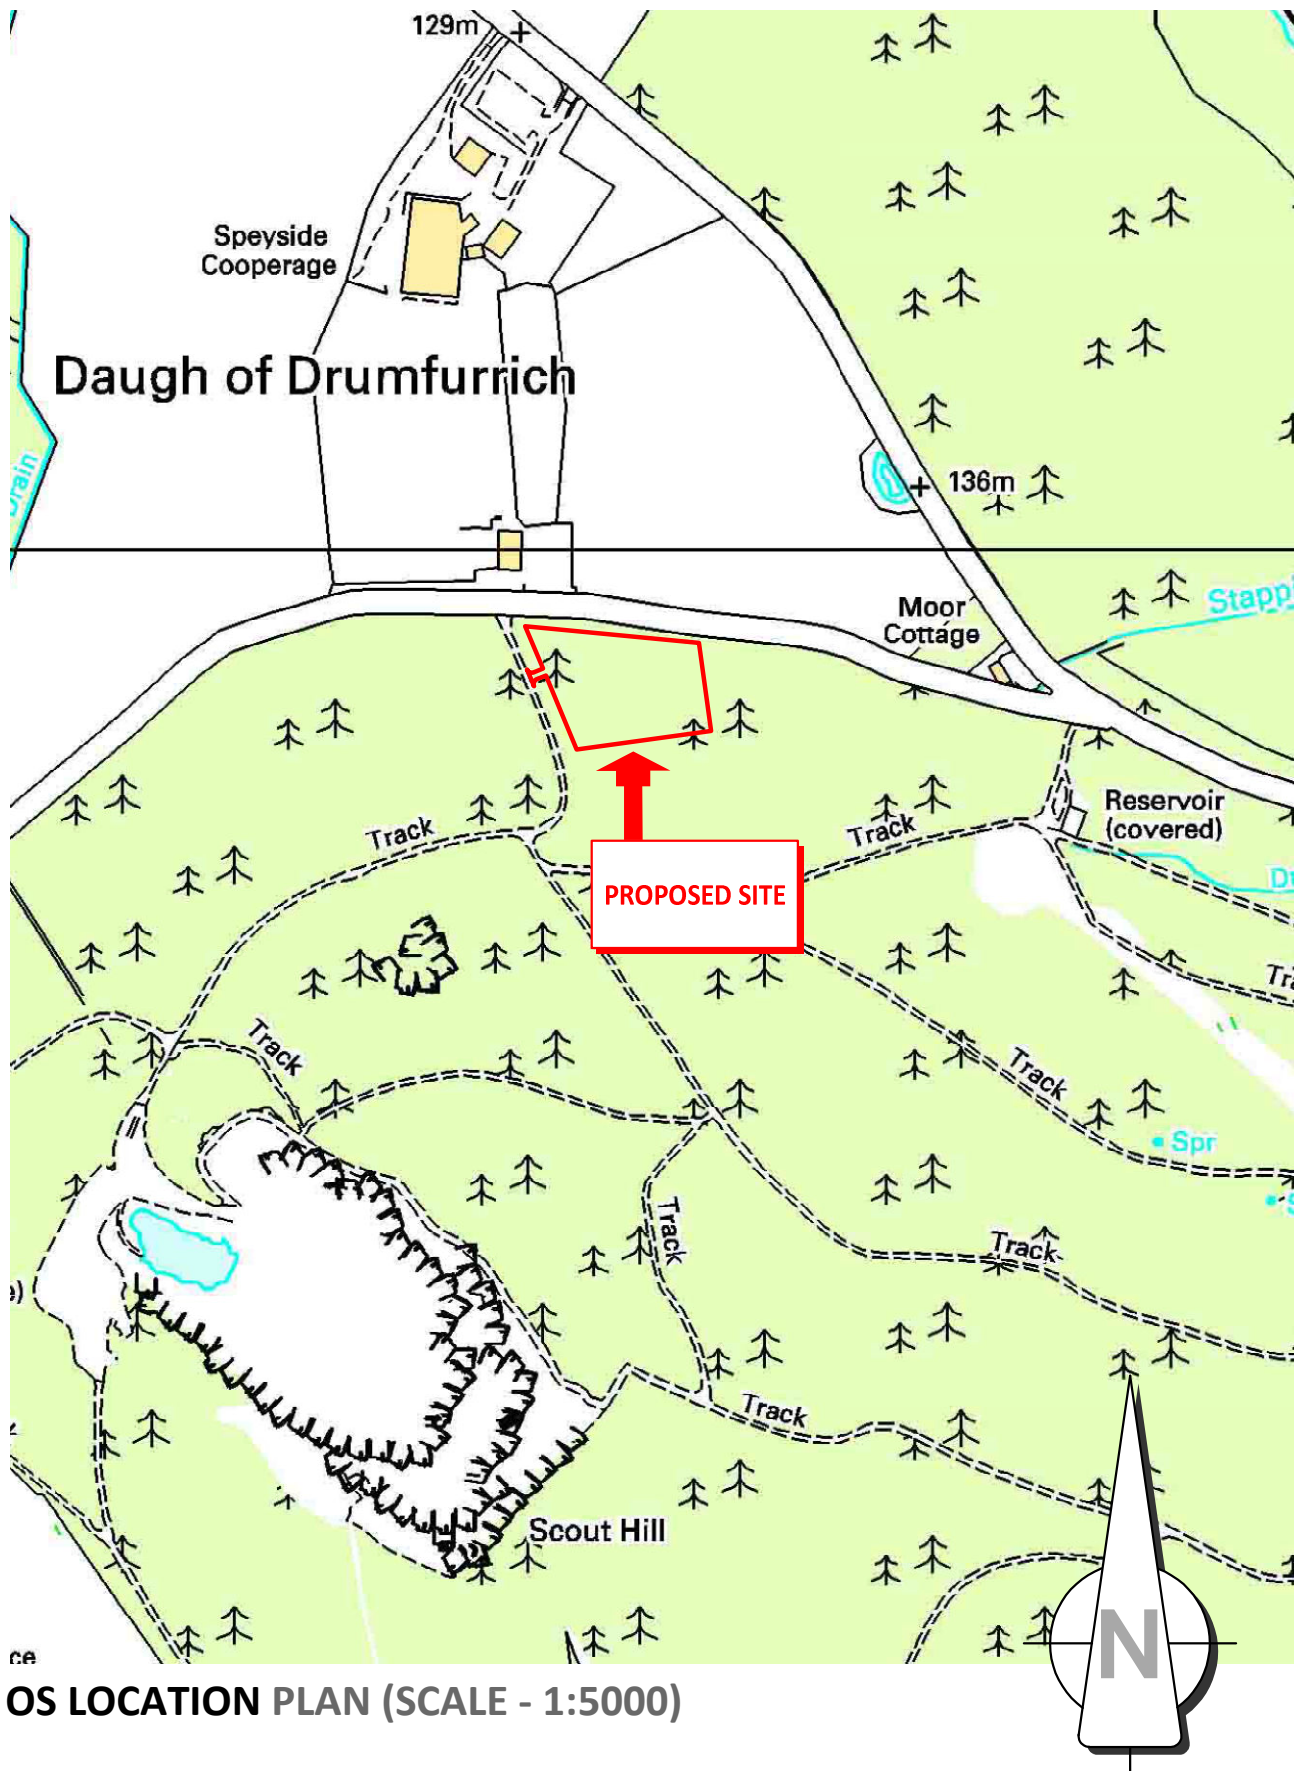 129m
Speyside
Cooperage
Daugh of Drumfurrich
Drain
136m
Moor
Cottage
Reservoir
(covered)
Track
Track
PROPOSED SITE
Track
Track
Spr
Track
Track
Track
Scout Hill
N
OS LOCATION PLAN (SCALE - 1:5000)